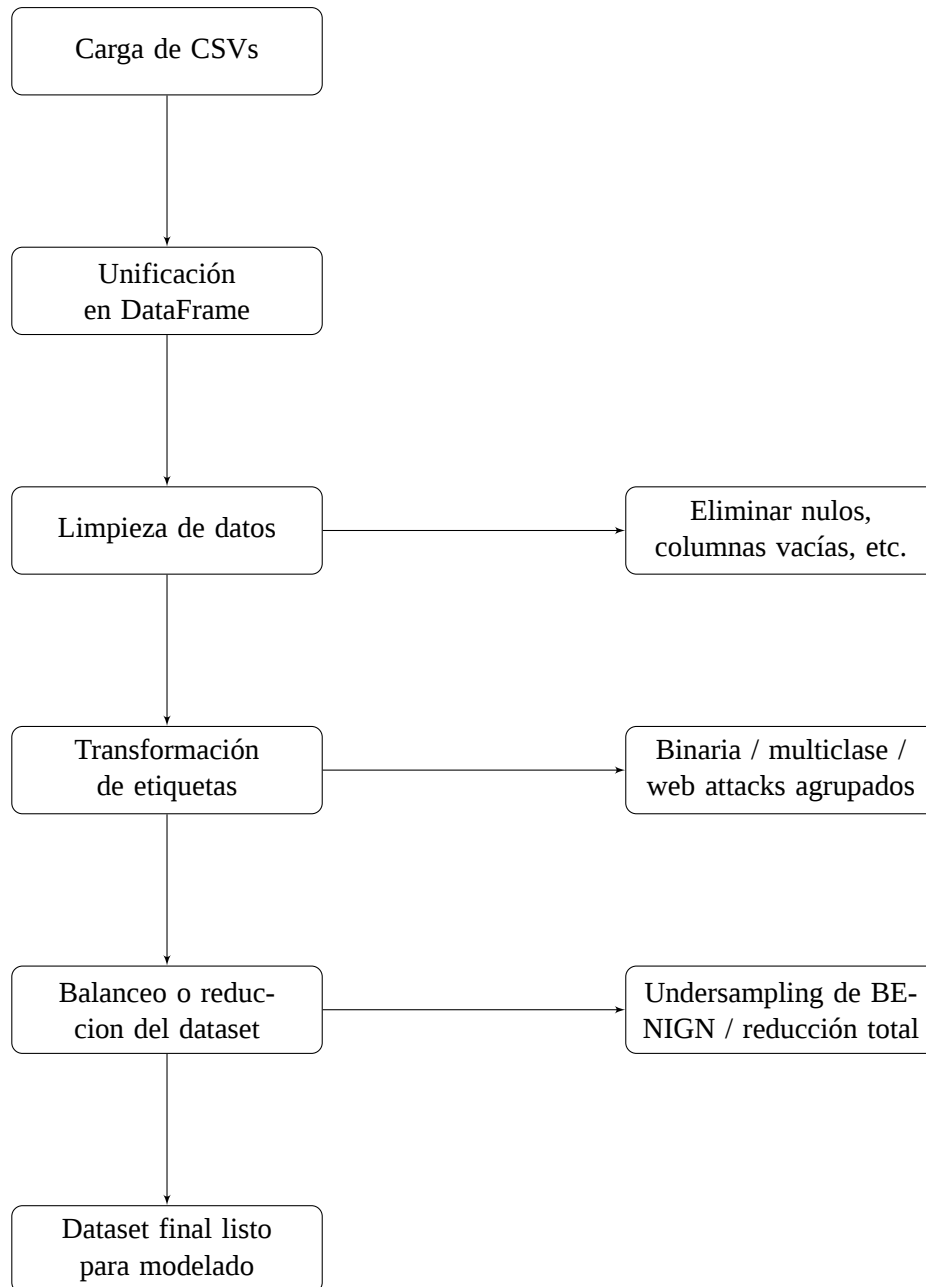 Carga de CSVs
Unificación
en DataFrame
Limpieza de datos
Eliminar nulos,
columnas vacías, etc.
Transformación
de etiquetas
Binaria / multiclase /
web attacks agrupados
Balanceo o reduc-
cion del dataset
Undersampling de BE-
NIGN / reducción total
Dataset final listo
para modelado